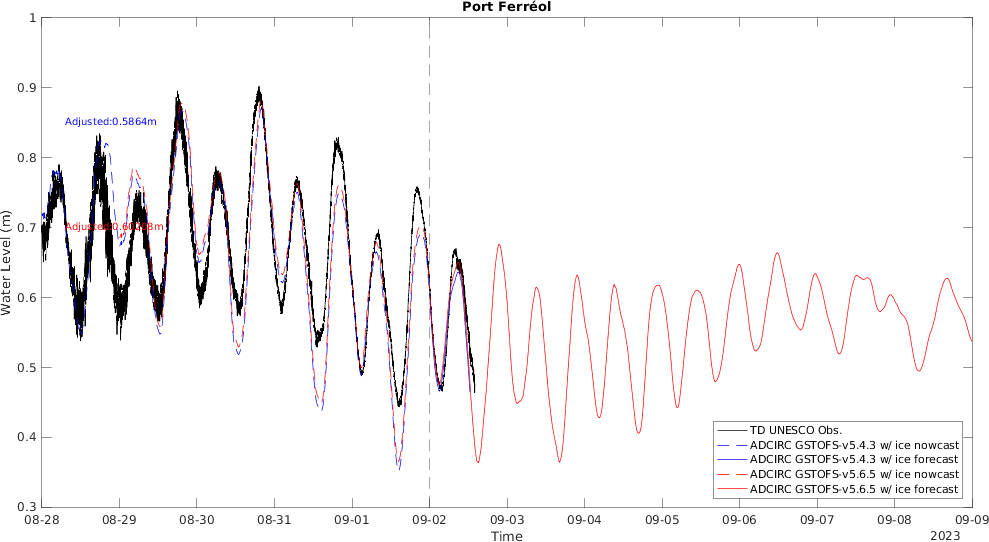 Port Ferréol
Water Level (m)
1
0.9
0.8
0.7
0.6
0.5
0.4
0.3
Adjusted:0.5864m
TD UNESCO Obs.
ADCIRC GSTOFS-v5.4.3 w/ ice nowcast
ADCIRC GSTOFS-v5.4.3 w/ ice forecast
ADCIRC GSTOFS-v5.6.5 w/ ice nowcast
ADCIRC GSTOFS-v5.6.5 w/ ice forecast
08-28 08-29 08-30 08-31 09-01 09-02 09-03 09-04 09-05 09-06 09-07 09-08 09-09
Time
2023